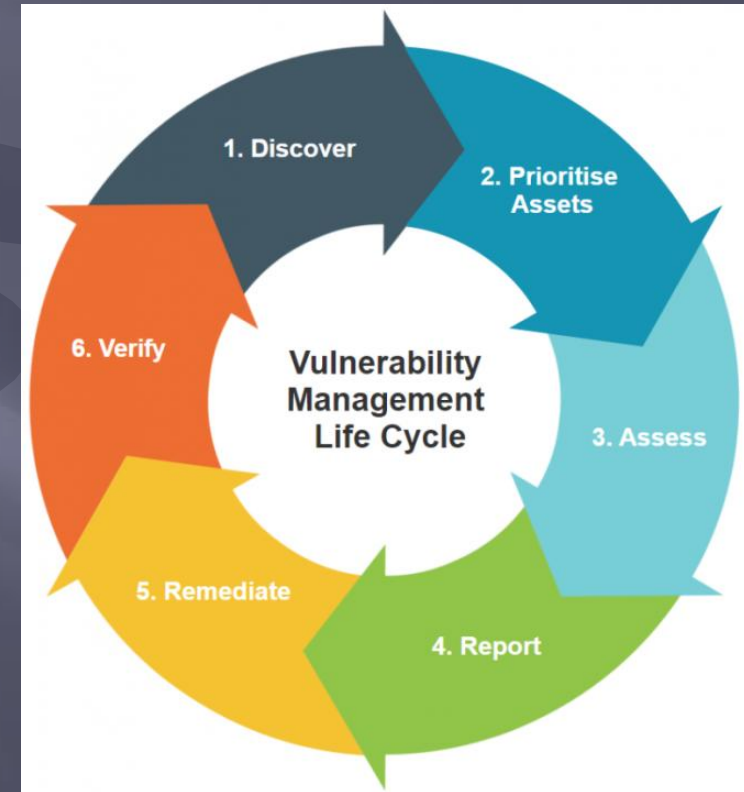 1. Discover
2. Prioritise
Assets
3. Assess
4. Report
5. Remediate
6. Verify
Vulnerability
Management
Life Cycle